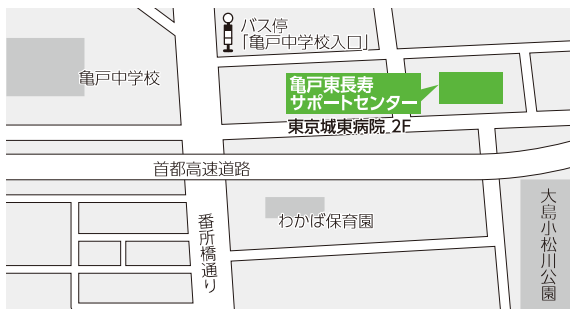 バス停
「亀戸中学校入口」
亀戸中学校
亀戸東長寿
サポートセンター
東京城東病院 2F
首都高速道路
番所橋通り
わかば保育園
大島小松川公園